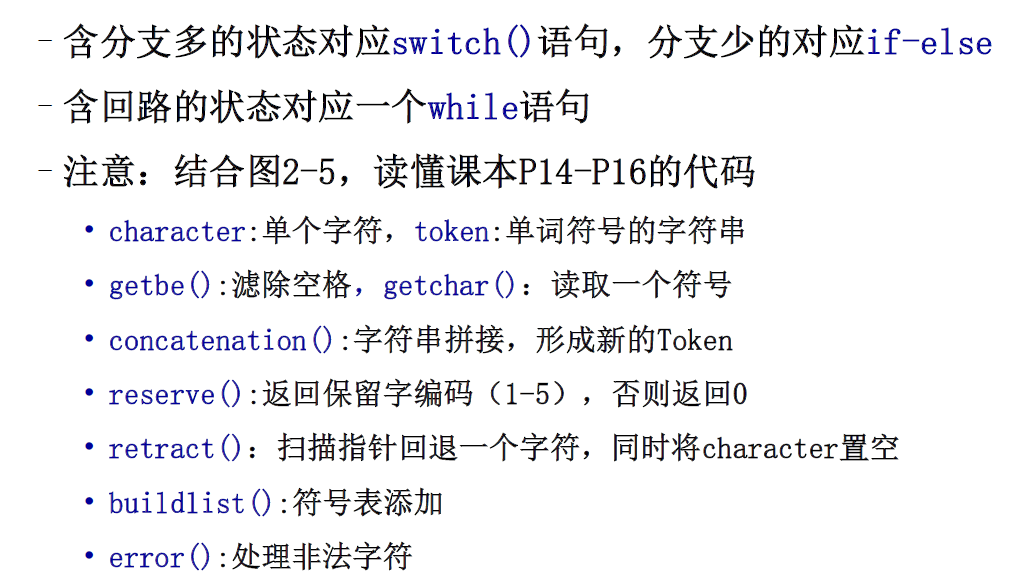 – 含分支多的状态对应switch()语句，分支少的对应if-else
– 含回路的状态对应一个while语句
– 注意：结合图2-5，读懂课本P14-P16的代码
• character:单个字符，token:单词符号的字符串
• getbe():滤除空格，getchar()：读取一个符号
• concatenation():字符串拼接，形成新的Token
• reserve():返回保留字编码（1-5），否则返回0
• retract()：扫描指针回退一个字符，同时将character置空
• buildlist():符号表添加
• error():处理非法字符